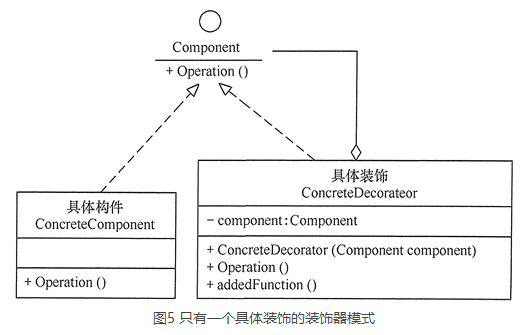 Component
+ Operation ()
具体构件
ConcreteComponent
+ Operation ()
具体装饰
ConcreteDecorateor
- component: Component
+ ConcreteDecorator (Component component)
+ Operation ()
+ addedFunction ()
图5 只有一个具体装饰的装饰器模式